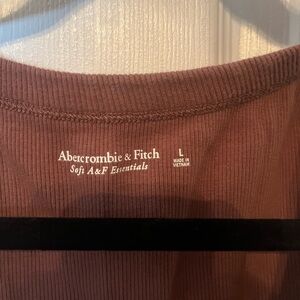 Abercrombie & Fitch
Soft A&F Essentials
L
MADE IN
VIETNAM